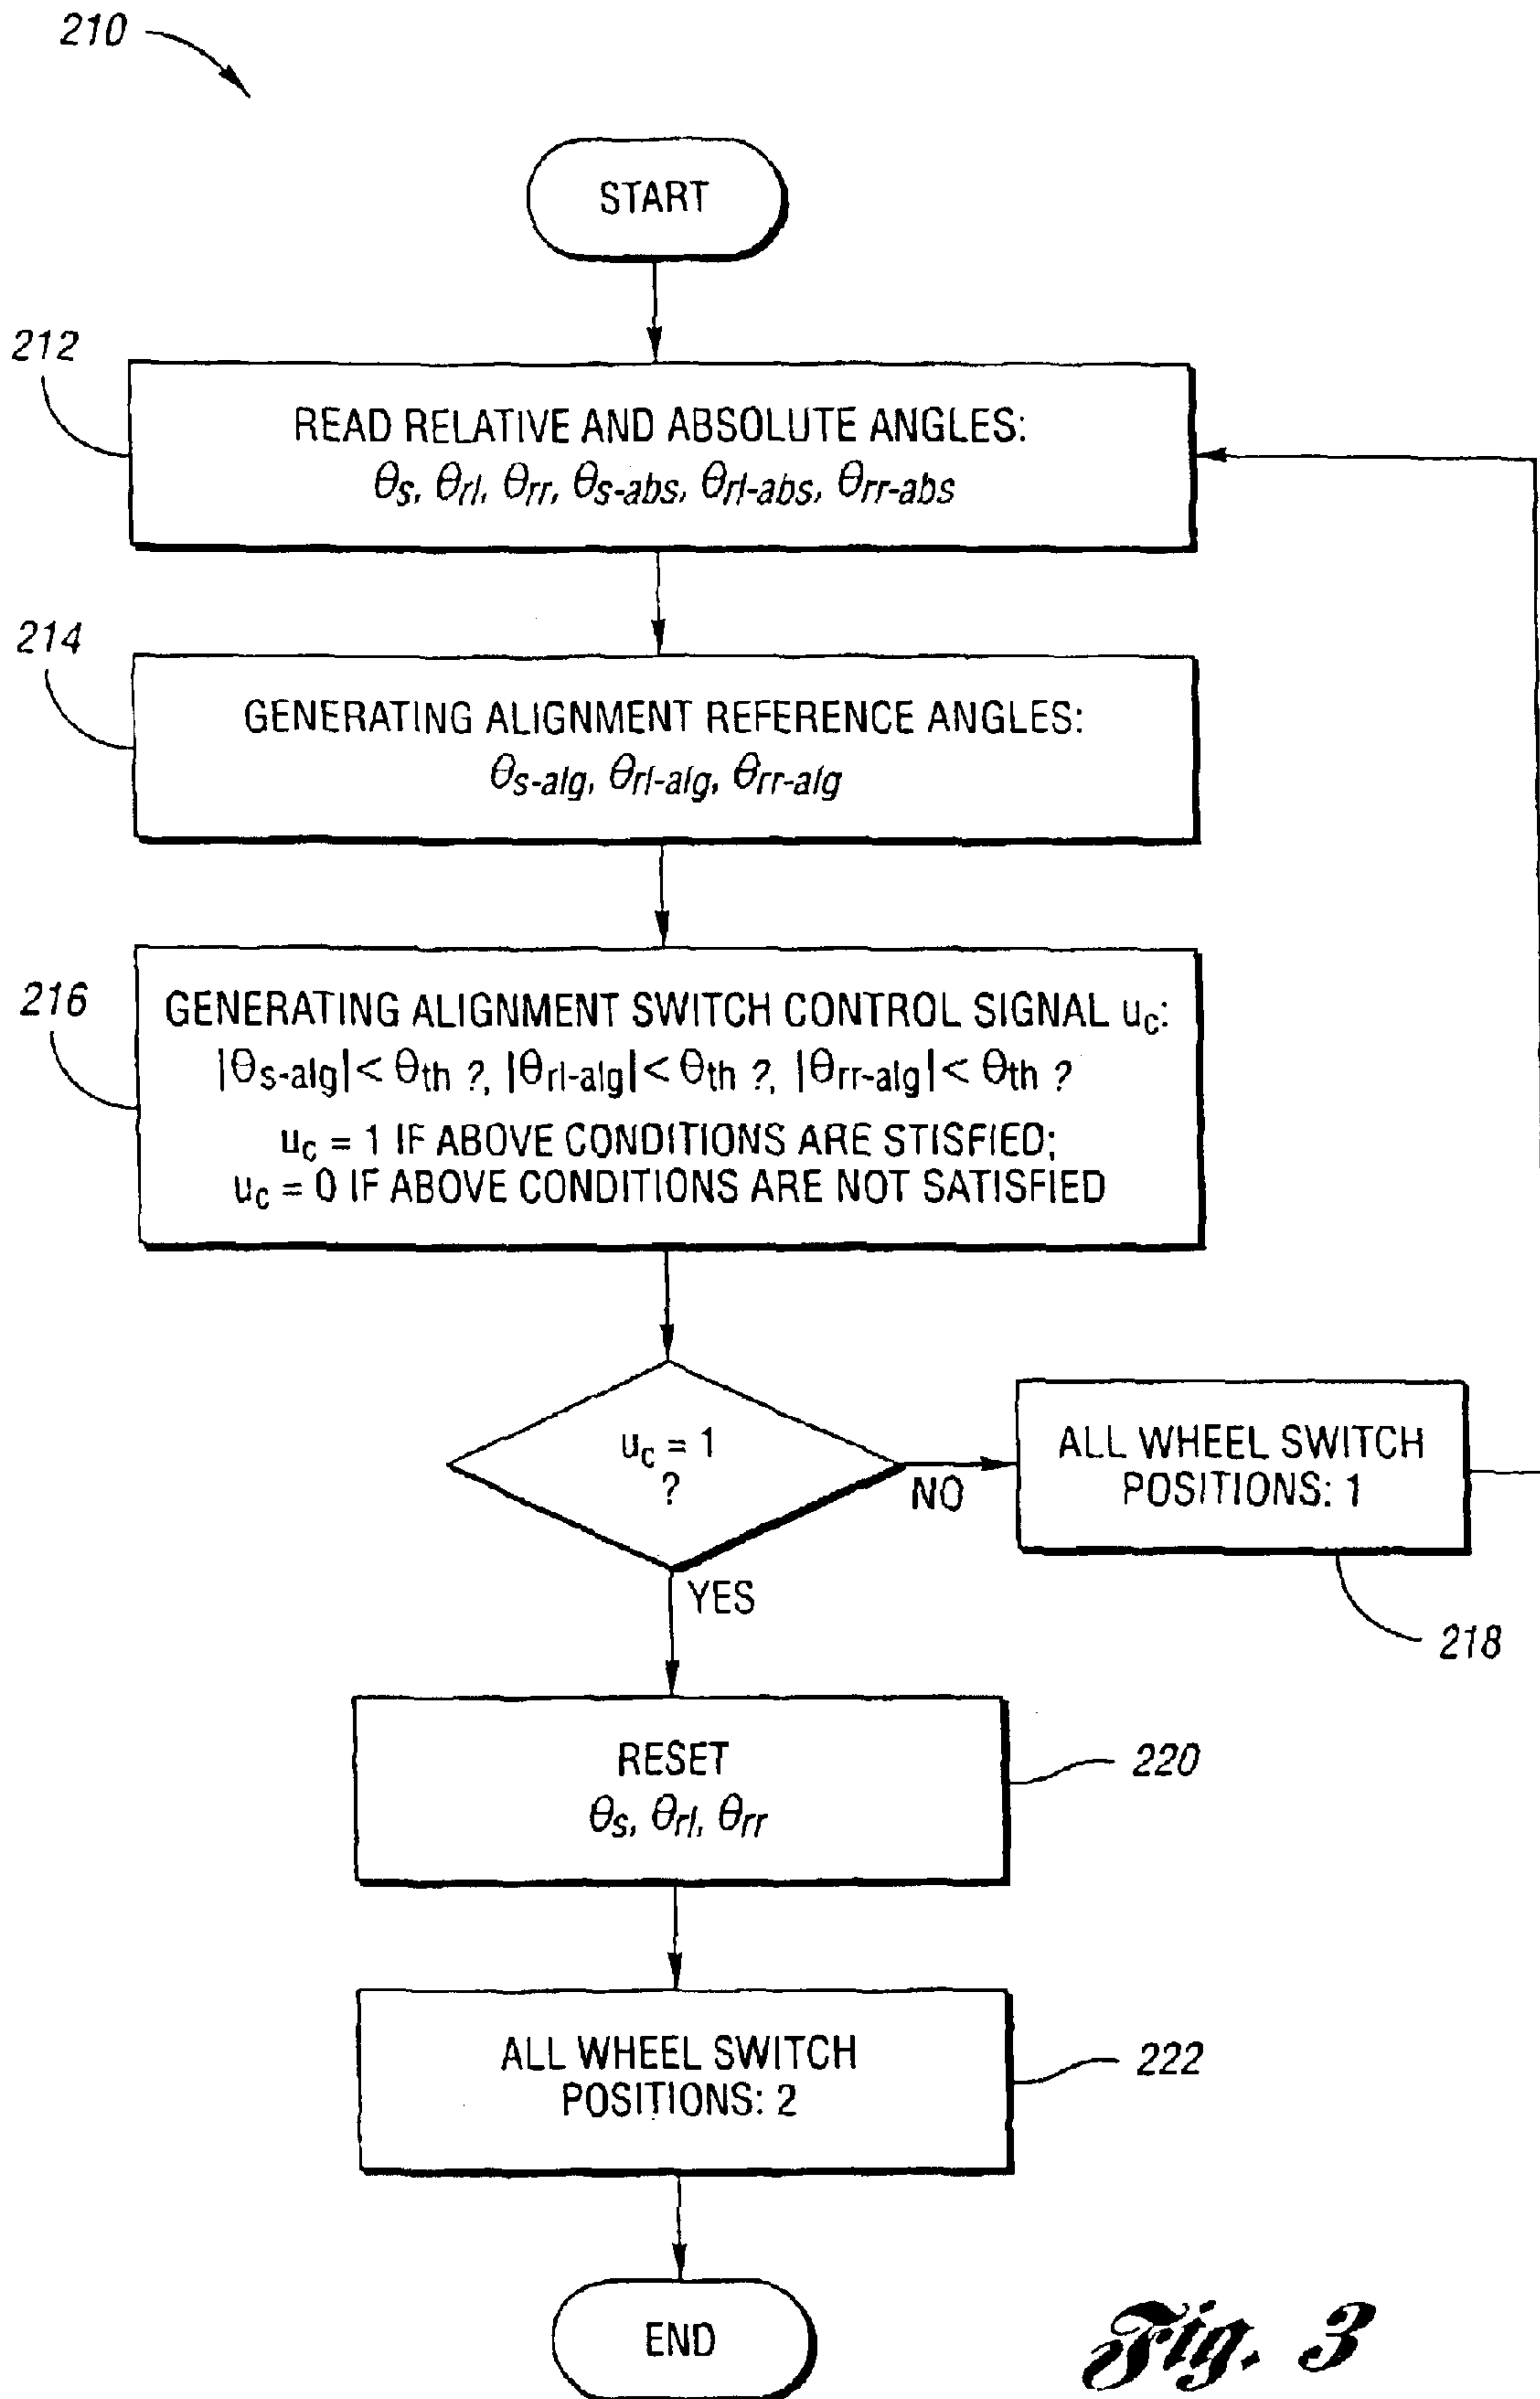 210
START
212
READ RELATIVE AND ABSOLUTE ANGLES:
θs, θrl, θrr, θs-abs, θrl-abs, θrr-abs
214
GENERATING ALIGNMENT REFERENCE ANGLES:
θs-alg, θrl-alg, θrr-alg
216
GENERATING ALIGNMENT SWITCH CONTROL SIGNAL uc:
|θs-alg| < θth ?, |θrl-alg| < θth ?, |θrr-alg| < θth ?
uc = 1 IF ABOVE CONDITIONS ARE STISFIED;
uc = 0 IF ABOVE CONDITIONS ARE NOT SATISFIED
uc = 1
?
NO
ALL WHEEL SWITCH
POSITIONS: 1
218
YES
RESET
θs, θrl, θrr
220
ALL WHEEL SWITCH
POSITIONS: 2
222
END
Fig. 3